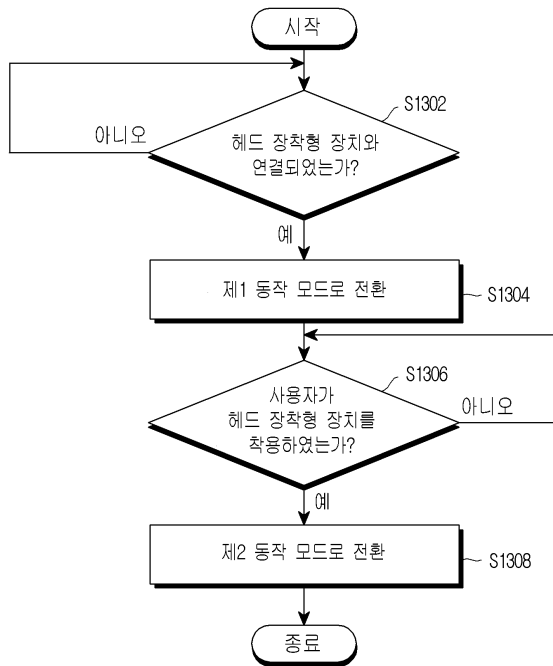 시작
S1302
아니오
헤드 장착형 장치와
연결되었는가?
예
제1 동작 모드로 전환
S1304
S1306
사용자가
헤드 장착형 장치를
착용하였는가?
아니오
예
제2 동작 모드로 전환
S1308
종료